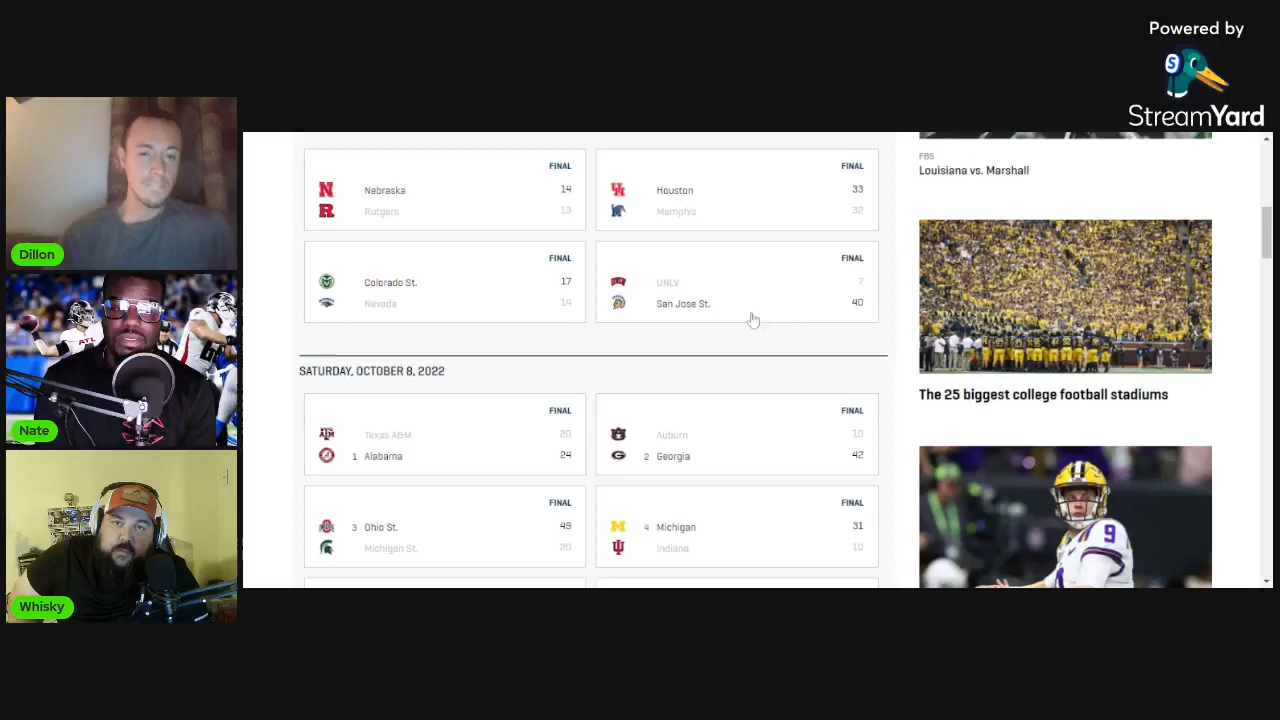 Powered by
StreamYard
Dillon
Nate
Whisky
FINAL
Nebraska 14
Rutgers 13
FINAL
Houston 33
Memphis 32
FINAL
Colorado St. 17
Nevada 14
FINAL
UNLV 7
San Jose St. 40
SATURDAY, OCTOBER 8, 2022
FINAL
Texas A&M 20
1 Alabama 24
FINAL
Auburn 10
2 Georgia 42
FINAL
3 Ohio St. 49
Michigan St. 20
FINAL
4 Michigan 31
Indiana 10
FBS
Louisiana vs. Marshall
The 25 biggest college football stadiums
9
ATL